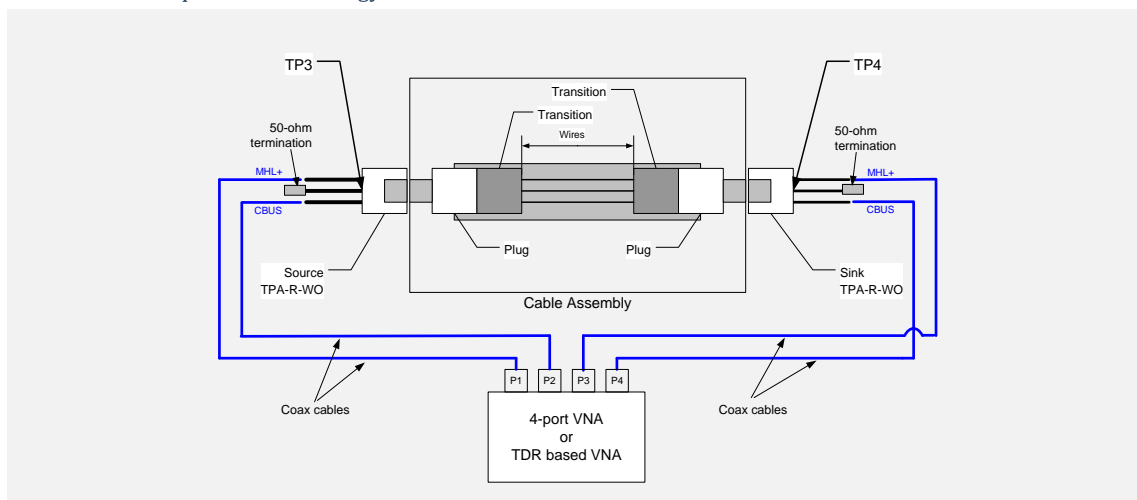 TP3
TP4
Transition
Transition
Wires
50-ohm
termination
50-ohm
termination
MHL+
MHL+
CBUS
CBUS
Plug
Plug
Source
TPA-R-WO
Sink
TPA-R-WO
Cable Assembly
P1
P2
P3
P4
Coax cables
Coax cables
4-port VNA
or
TDR based VNA